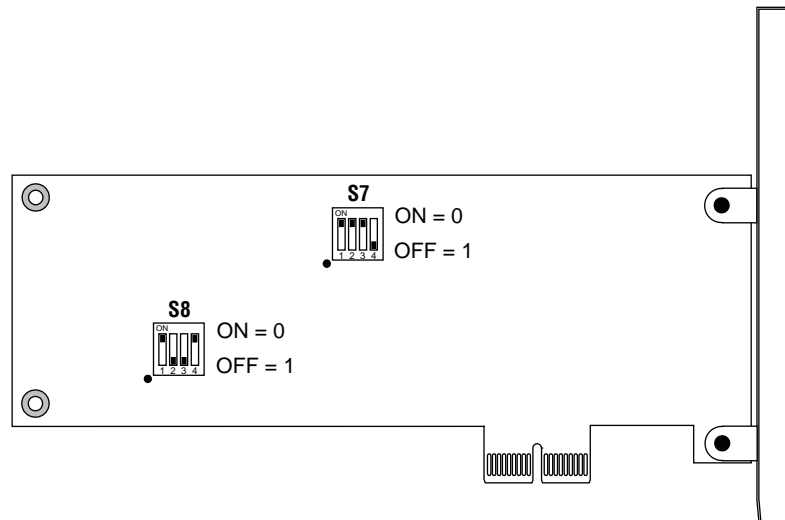 S7
ON
ON = 0
1 2 3 4
OFF = 1
S8
ON
ON = 0
1 2 3 4
OFF = 1